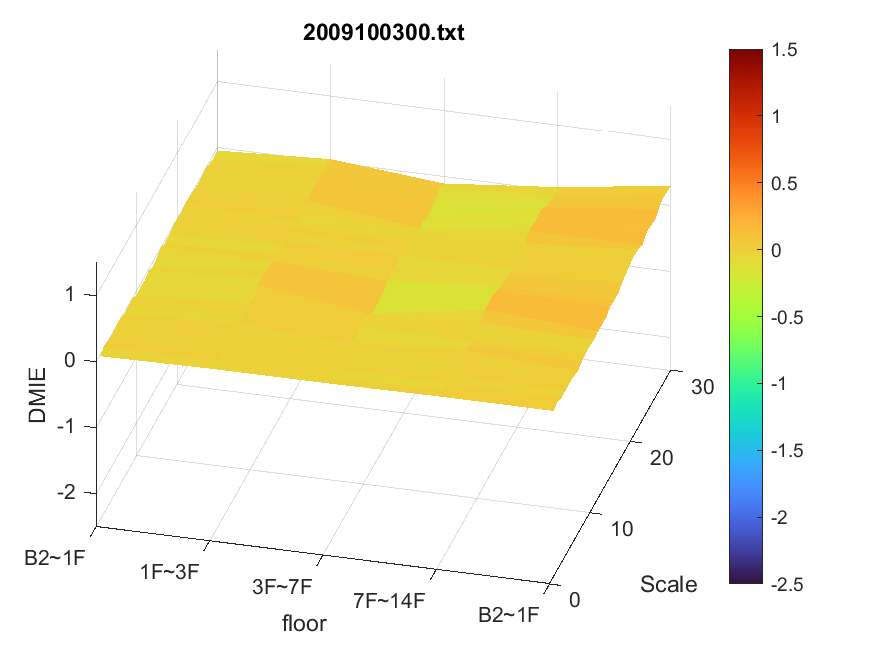 2009100300.txt
1.5
1
0.5
0
-0.5
-1
-1.5
-2
-2.5
1
0
-1
-2
DMIE
B2~1F
1F~3F
3F~7F
7F~14F
B2~1F
floor
0
10
20
30
Scale